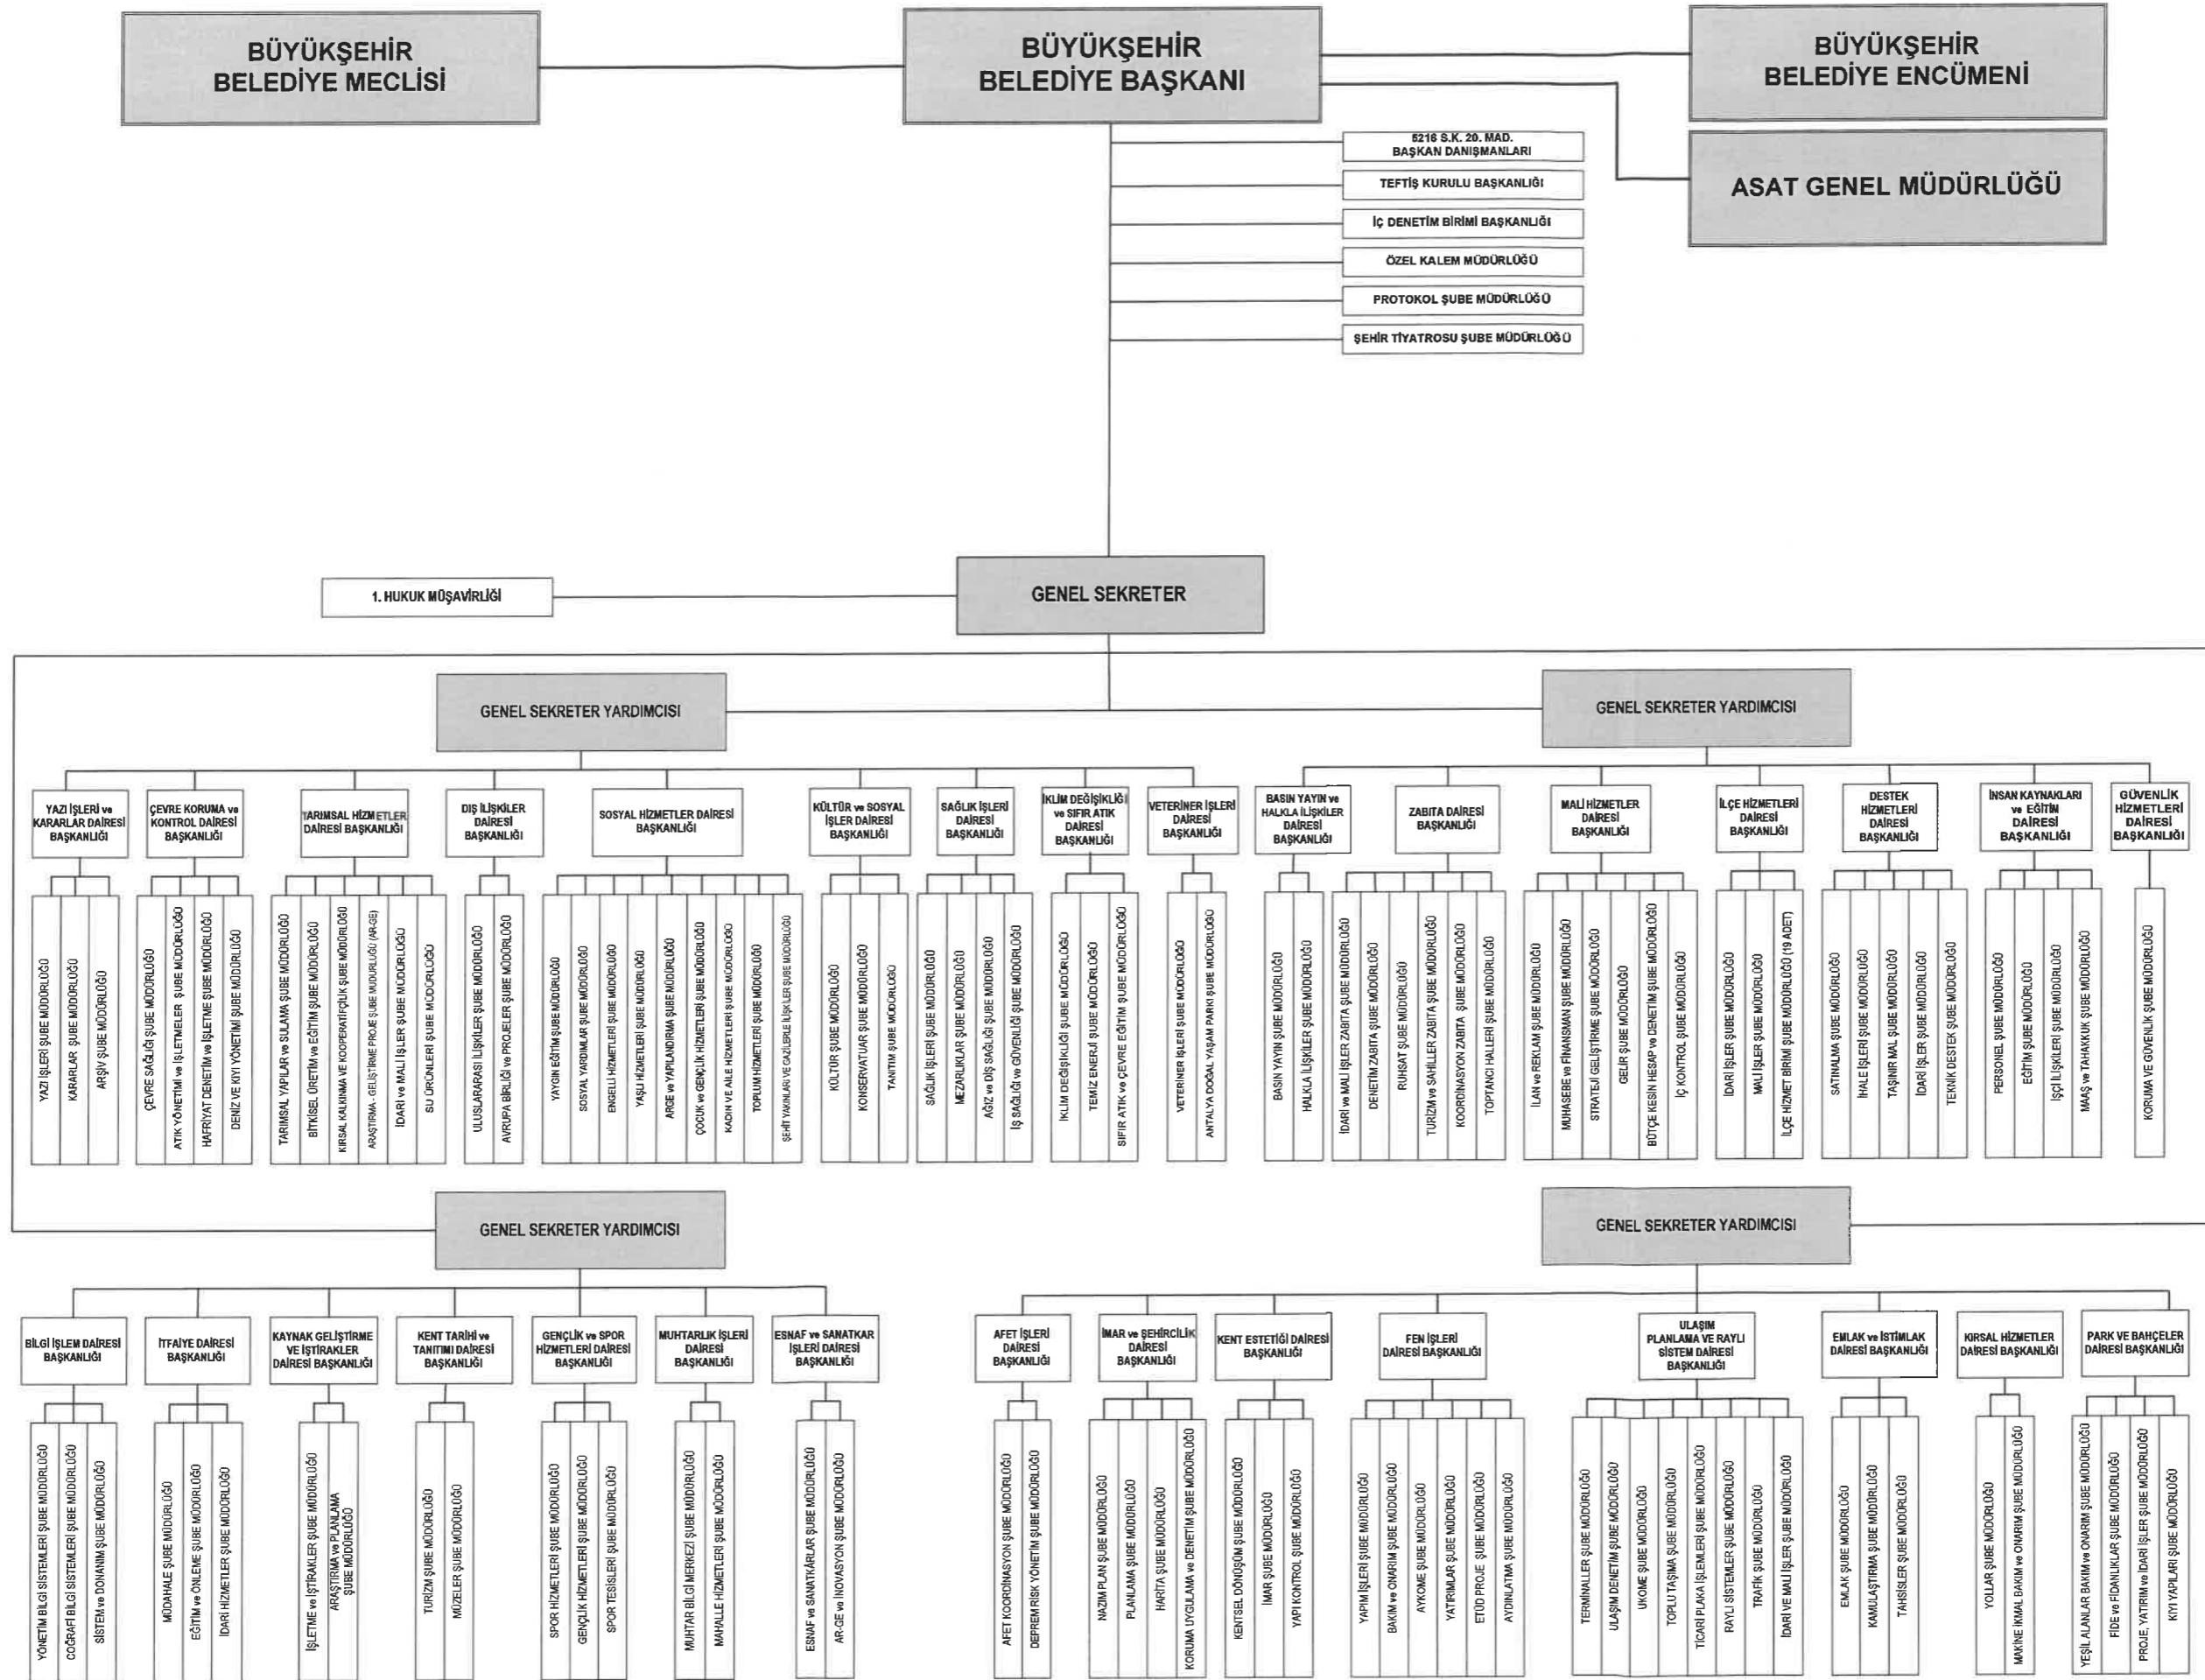 BÜYÜKŞEHİR
BELEDİYE MECLİSİ
BÜYÜKŞEHİR
BELEDİYE BAŞKANI
BÜYÜKŞEHİR
BELEDİYE ENCÜMENİ
ASAT GENEL MÜDÜRLÜĞÜ
5216 S.K. 20. MAD.
BAŞKAN DANIŞMANLARI
TEFTİŞ KURULU BAŞKANLIĞI
İÇ DENETİM BİRİMİ BAŞKANLIĞI
ÖZEL KALEM MÜDÜRLÜĞÜ
PROTOKOL ŞUBE MÜDÜRLÜĞÜ
ŞEHİR TİYATROSU ŞUBE MÜDÜRLÜĞÜ
1. HUKUK MÜŞAVİRLİĞİ
GENEL SEKRETER
GENEL SEKRETER YARDIMCISI
GENEL SEKRETER YARDIMCISI
YAZI İŞLERİ ve
KARARLAR DAİRESİ
BAŞKANLIĞI
ÇEVRE KORUMA ve
KONTROL DAİRESİ
BAŞKANLIĞI
TARIMSAL HİZMETLER
DAİRESİ BAŞKANLIĞI
DIŞ İLİŞKİLER
DAİRESİ
BAŞKANLIĞI
SOSYAL HİZMETLER DAİRESİ
BAŞKANLIĞI
KÜLTÜR ve SOSYAL
İŞLER DAİRESİ
BAŞKANLIĞI
SAĞLIK İŞLERİ
DAİRESİ
BAŞKANLIĞI
İKLİM DEĞİŞİKLİĞİ
ve SIFIR ATIK
DAİRESİ
BAŞKANLIĞI
VETERİNER İŞLERİ
DAİRESİ
BAŞKANLIĞI
BASIN YAYIN ve
HALKLA İLİŞKİLER
DAİRESİ
BAŞKANLIĞI
ZABITA DAİRESİ
BAŞKANLIĞI
MALİ HİZMETLER
DAİRESİ
BAŞKANLIĞI
İLÇE HİZMETLERİ
DAİRESİ
BAŞKANLIĞI
DESTEK
HİZMETLERİ
DAİRESİ
BAŞKANLIĞI
İNSAN KAYNAKLARI
ve EĞİTİM
DAİRESİ
BAŞKANLIĞI
GÜVENLİK
HİZMETLERİ
DAİRESİ
BAŞKANLIĞI
YAZI İŞLERİ ŞUBE MÜDÜRLÜĞÜ
KARARLAR ŞUBE MÜDÜRLÜĞÜ
ARŞİV ŞUBE MÜDÜRLÜĞÜ
ÇEVRE SAĞLIĞI ŞUBE MÜDÜRLÜĞÜ
ATIK YÖNETİMİ ve İŞLETMELER ŞUBE MÜDÜRLÜĞÜ
HAFRİYAT DENETİM ve İŞLETME ŞUBE MÜDÜRLÜĞÜ
DENİZ VE KIYI YÖNETİMİ ŞUBE MÜDÜRLÜĞÜ
TARIMSAL YAPILAR ve SULAMA ŞUBE MÜDÜRLÜĞÜ
BİTKİSEL ÜRETİM ve EĞİTİM ŞUBE MÜDÜRLÜĞÜ
KIRSAL KALKINMA VE KOOPERATİFÇİLİK ŞUBE MÜDÜRLÜĞÜ
ARAŞTIRMA - GELİŞTİRME PROJE ŞUBE MÜDÜRLÜĞÜ (AR-GE)
İDARİ ve MALİ İŞLER ŞUBE MÜDÜRLÜĞÜ
SU ÜRÜNLERİ ŞUBE MÜDÜRLÜĞÜ
ULUSLARARASI İLİŞKİLER ŞUBE MÜDÜRLÜĞÜ
AVRUPA BİRLİĞİ ve PROJELER ŞUBE MÜDÜRLÜĞÜ
YAYGIN EĞİTİM ŞUBE MÜDÜRLÜĞÜ
SOSYAL YARDIMLAR ŞUBE MÜDÜRLÜĞÜ
ENGELLİ HİZMETLERİ ŞUBE MÜDÜRLÜĞÜ
YAŞLI HİZMETLERİ ŞUBE MÜDÜRLÜĞÜ
ARGE ve YAPILANDIRMA ŞUBE MÜDÜRLÜĞÜ
ÇOCUK ve GENÇLİK HİZMETLERİ ŞUBE MÜDÜRLÜĞÜ
KADIN VE AİLE HİZMETLERİ ŞUBE MÜDÜRLÜĞÜ
TOPLUM HİZMETLERİ ŞUBE MÜDÜRLÜĞÜ
ŞEHİT YAKINLARI VE GAZİLERLE İLİŞKİLER ŞUBE MÜDÜRLÜĞÜ
KÜLTÜR ŞUBE MÜDÜRLÜĞÜ
KONSERVATUAR ŞUBE MÜDÜRLÜĞÜ
TANITIM ŞUBE MÜDÜRLÜĞÜ
SAĞLIK İŞLERİ ŞUBE MÜDÜRLÜĞÜ
MEZARLIKLAR ŞUBE MÜDÜRLÜĞÜ
AĞIZ ve DİŞ SAĞLIĞI ŞUBE MÜDÜRLÜĞÜ
İŞ SAĞLIĞI ve GÜVENLİĞİ ŞUBE MÜDÜRLÜĞÜ
İKLİM DEĞİŞİKLİĞİ ŞUBE MÜDÜRLÜĞÜ
TEMİZ ENERJİ ŞUBE MÜDÜRLÜĞÜ
SIFIR ATIK ve ÇEVRE EĞİTİM ŞUBE MÜDÜRLÜĞÜ
VETERİNER İŞLERİ ŞUBE MÜDÜRLÜĞÜ
ANTALYA DOĞAL YAŞAM PARKI ŞUBE MÜDÜRLÜĞÜ
BASIN YAYIN ŞUBE MÜDÜRLÜĞÜ
HALKLA İLİŞKİLER ŞUBE MÜDÜRLÜĞÜ
İDARİ ve MALİ İŞLER ZABITA ŞUBE MÜDÜRLÜĞÜ
DENETİM ZABITA ŞUBE MÜDÜRLÜĞÜ
RUHSAT ŞUBE MÜDÜRLÜĞÜ
TURİZM ve SAHİLLER ZABITA ŞUBE MÜDÜRLÜĞÜ
KOORDİNASYON ZABITA ŞUBE MÜDÜRLÜĞÜ
TOPTANCI HALLERİ ŞUBE MÜDÜRLÜĞÜ
İLAN ve REKLAM ŞUBE MÜDÜRLÜĞÜ
MUHASEBE ve FİNANSMAN ŞUBE MÜDÜRLÜĞÜ
STRATEJİ GELİŞTİRME ŞUBE MÜDÜRLÜĞÜ
GELİR ŞUBE MÜDÜRLÜĞÜ
BÜTÇE KESİN HESAP ve DENETİM ŞUBE MÜDÜRLÜĞÜ
İÇ KONTROL ŞUBE MÜDÜRLÜĞÜ
İDARİ İŞLER ŞUBE MÜDÜRLÜĞÜ
MALİ İŞLER ŞUBE MÜDÜRLÜĞÜ
İLÇE HİZMET BİRİMİ ŞUBE MÜDÜRLÜĞÜ (19 ADET)
SATINALMA ŞUBE MÜDÜRLÜĞÜ
İHALE İŞLERİ ŞUBE MÜDÜRLÜĞÜ
TAŞINIR MAL ŞUBE MÜDÜRLÜĞÜ
İDARİ İŞLER ŞUBE MÜDÜRLÜĞÜ
TEKNİK DESTEK ŞUBE MÜDÜRLÜĞÜ
PERSONEL ŞUBE MÜDÜRLÜĞÜ
EĞİTİM ŞUBE MÜDÜRLÜĞÜ
İŞÇİ İLİŞKİLERİ ŞUBE MÜDÜRLÜĞÜ
MAAŞ ve TAHAKKUK ŞUBE MÜDÜRLÜĞÜ
KORUMA VE GÜVENLİK ŞUBE MÜDÜRLÜĞÜ
GENEL SEKRETER YARDIMCISI
GENEL SEKRETER YARDIMCISI
BİLGİ İŞLEM DAİRESİ
BAŞKANLIĞI
İTFAİYE DAİRESİ
BAŞKANLIĞI
KAYNAK GELİŞTİRME
VE İŞTİRAKLER
DAİRESİ BAŞKANLIĞI
KENT TARİHİ ve
TANITIMI DAİRESİ
BAŞKANLIĞI
GENÇLİK ve SPOR
HİZMETLERİ DAİRESİ
BAŞKANLIĞI
MUHTARLIK İŞLERİ
DAİRESİ
BAŞKANLIĞI
ESNAF ve SANATKAR
İŞLERİ DAİRESİ
BAŞKANLIĞI
AFET İŞLERİ
DAİRESİ
BAŞKANLIĞI
İMAR ve ŞEHİRCİLİK
DAİRESİ
BAŞKANLIĞI
KENT ESTETİĞİ DAİRESİ
BAŞKANLIĞI
FEN İŞLERİ
DAİRESİ BAŞKANLIĞI
ULAŞIM
PLANLAMA VE RAYLI
SİSTEM DAİRESİ
BAŞKANLIĞI
EMLAK ve İSTİMLAK
DAİRESİ BAŞKANLIĞI
KIRSAL HİZMETLER
DAİRESİ BAŞKANLIĞI
PARK VE BAHÇELER
DAİRESİ BAŞKANLIĞI
YÖNETİM BİLGİ SİSTEMLERİ ŞUBE MÜDÜRLÜĞÜ
COĞRAFİ BİLGİ SİSTEMLERİ ŞUBE MÜDÜRLÜĞÜ
SİSTEM ve DONANIM ŞUBE MÜDÜRLÜĞÜ
MÜDAHALE ŞUBE MÜDÜRLÜĞÜ
EĞİTİM ve ÖNLEME ŞUBE MÜDÜRLÜĞÜ
İDARİ HİZMETLER ŞUBE MÜDÜRLÜĞÜ
İŞLETME ve İŞTİRAKLER ŞUBE MÜDÜRLÜĞÜ
ARAŞTIRMA ve PLANLAMA
ŞUBE MÜDÜRLÜĞÜ
TURİZM ŞUBE MÜDÜRLÜĞÜ
MÜZELER ŞUBE MÜDÜRLÜĞÜ
SPOR HİZMETLERİ ŞUBE MÜDÜRLÜĞÜ
GENÇLİK HİZMETLERİ ŞUBE MÜDÜRLÜĞÜ
SPOR TESİSLERİ ŞUBE MÜDÜRLÜĞÜ
MUHTAR BİLGİ MERKEZİ ŞUBE MÜDÜRLÜĞÜ
MAHALLE HİZMETLERİ ŞUBE MÜDÜRLÜĞÜ
ESNAF ve SANATKÂRLAR ŞUBE MÜDÜRLÜĞÜ
AR-GE ve İNOVASYON ŞUBE MÜDÜRLÜĞÜ
AFET KOORDİNASYON ŞUBE MÜDÜRLÜĞÜ
DEPREM RİSK YÖNETİM ŞUBE MÜDÜRLÜĞÜ
NAZIM PLAN ŞUBE MÜDÜRLÜĞÜ
PLANLAMA ŞUBE MÜDÜRLÜĞÜ
HARİTA ŞUBE MÜDÜRLÜĞÜ
KORUMA UYGULAMA ve DENETİM ŞUBE MÜDÜRLÜĞÜ
KENTSEL DÖNÜŞÜM ŞUBE MÜDÜRLÜĞÜ
İMAR ŞUBE MÜDÜRLÜĞÜ
YAPI KONTROL ŞUBE MÜDÜRLÜĞÜ
YAPIM İŞLERİ ŞUBE MÜDÜRLÜĞÜ
BAKIM ve ONARIM ŞUBE MÜDÜRLÜĞÜ
AYKOME ŞUBE MÜDÜRLÜĞÜ
YATIRIMLAR ŞUBE MÜDÜRLÜĞÜ
ETÜD PROJE ŞUBE MÜDÜRLÜĞÜ
AYDINLATMA ŞUBE MÜDÜRLÜĞÜ
TERMİNALLER ŞUBE MÜDÜRLÜĞÜ
ULAŞIM DENETİM ŞUBE MÜDÜRLÜĞÜ
UKOME ŞUBE MÜDÜRLÜĞÜ
TOPLU TAŞIMA ŞUBE MÜDÜRLÜĞÜ
TİCARİ PLAKA İŞLEMLERİ ŞUBE MÜDÜRLÜĞÜ
RAYLI SİSTEMLER ŞUBE MÜDÜRLÜĞÜ
TRAFİK ŞUBE MÜDÜRLÜĞÜ
İDARİ VE MALİ İŞLER ŞUBE MÜDÜRLÜĞÜ
EMLAK ŞUBE MÜDÜRLÜĞÜ
KAMULAŞTIRMA ŞUBE MÜDÜRLÜĞÜ
TAHSİSLER ŞUBE MÜDÜRLÜĞÜ
YOLLAR ŞUBE MÜDÜRLÜĞÜ
MAKİNE İKMAL BAKIM ve ONARIM ŞUBE MÜDÜRLÜĞÜ
YEŞİL ALANLAR BAKIM ve ONARIM ŞUBE MÜDÜRLÜĞÜ
FİDE ve FİDANLIKLAR ŞUBE MÜDÜRLÜĞÜ
PROJE, YATIRIM ve İDARİ İŞLER ŞUBE MÜDÜRLÜĞÜ
KIYI YAPILARI ŞUBE MÜDÜRLÜĞÜ